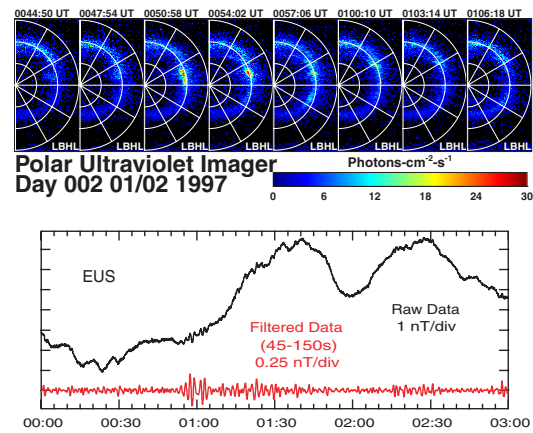 0044:50 UT 0047:54 UT 0050:58 UT 0054:02 UT 0057:06 UT 0100:10 UT 0103:14 UT 0106:18 UT
LBHL LBHL LBHL LBHL LBHL LBHL LBHL LBHL
Polar Ultraviolet Imager
Day 002 01/02 1997
Photons-cm⁻²-s⁻¹
0 6 12 18 24 30
EUS
Raw Data
1 nT/div
Filtered Data
(45-150s)
0.25 nT/div
00:00 00:30 01:00 01:30 02:00 02:30 03:00